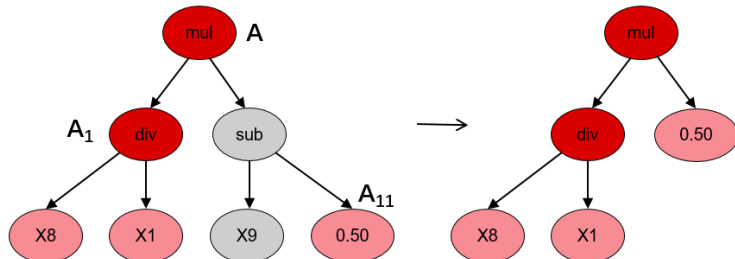 mul A mul
A1 div sub div 0.50
A11
X8 X1 X9 0.50 X8 X1